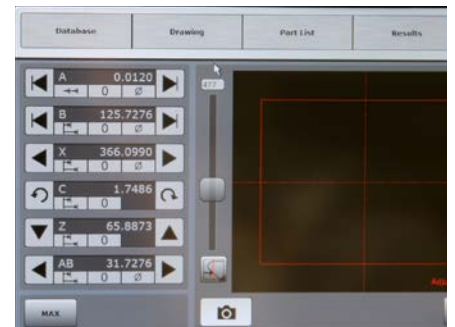 Database Drawing Part List Results
A 0.0120
0 Ø
477
B 125.7276
0 Ø
X 366.0990
0 Ø
C 1.7486
0
Z 65.8873
0
AB 31.7276
0 Ø
MAX